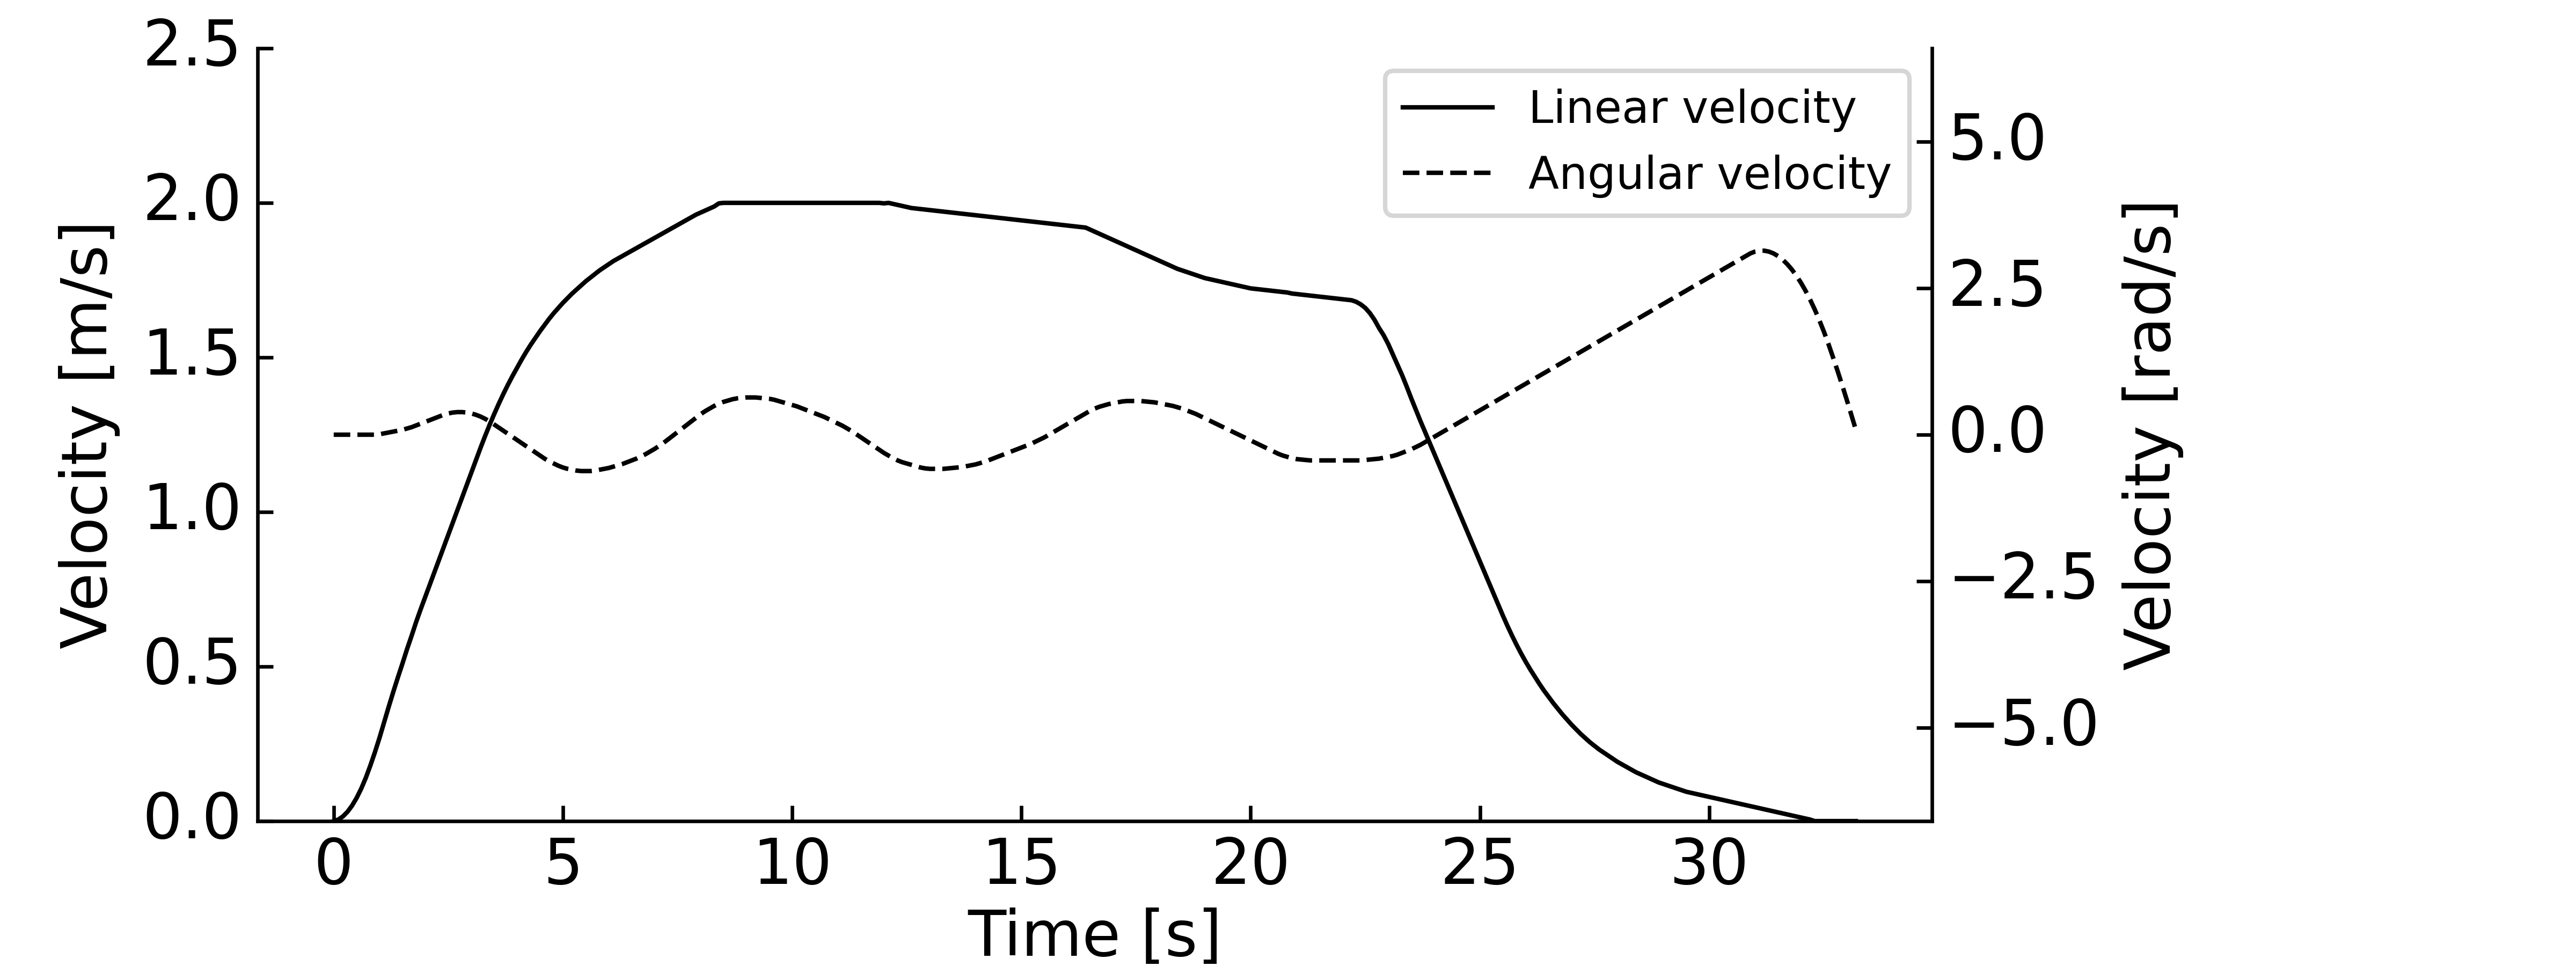 2.5
2.0
1.5
1.0
0.5
0.0
Velocity [m/s]
Linear velocity
Angular velocity
5.0
2.5
0.0
−2.5
−5.0
Velocity [rad/s]
0 5 10 15 20 25 30
Time [s]